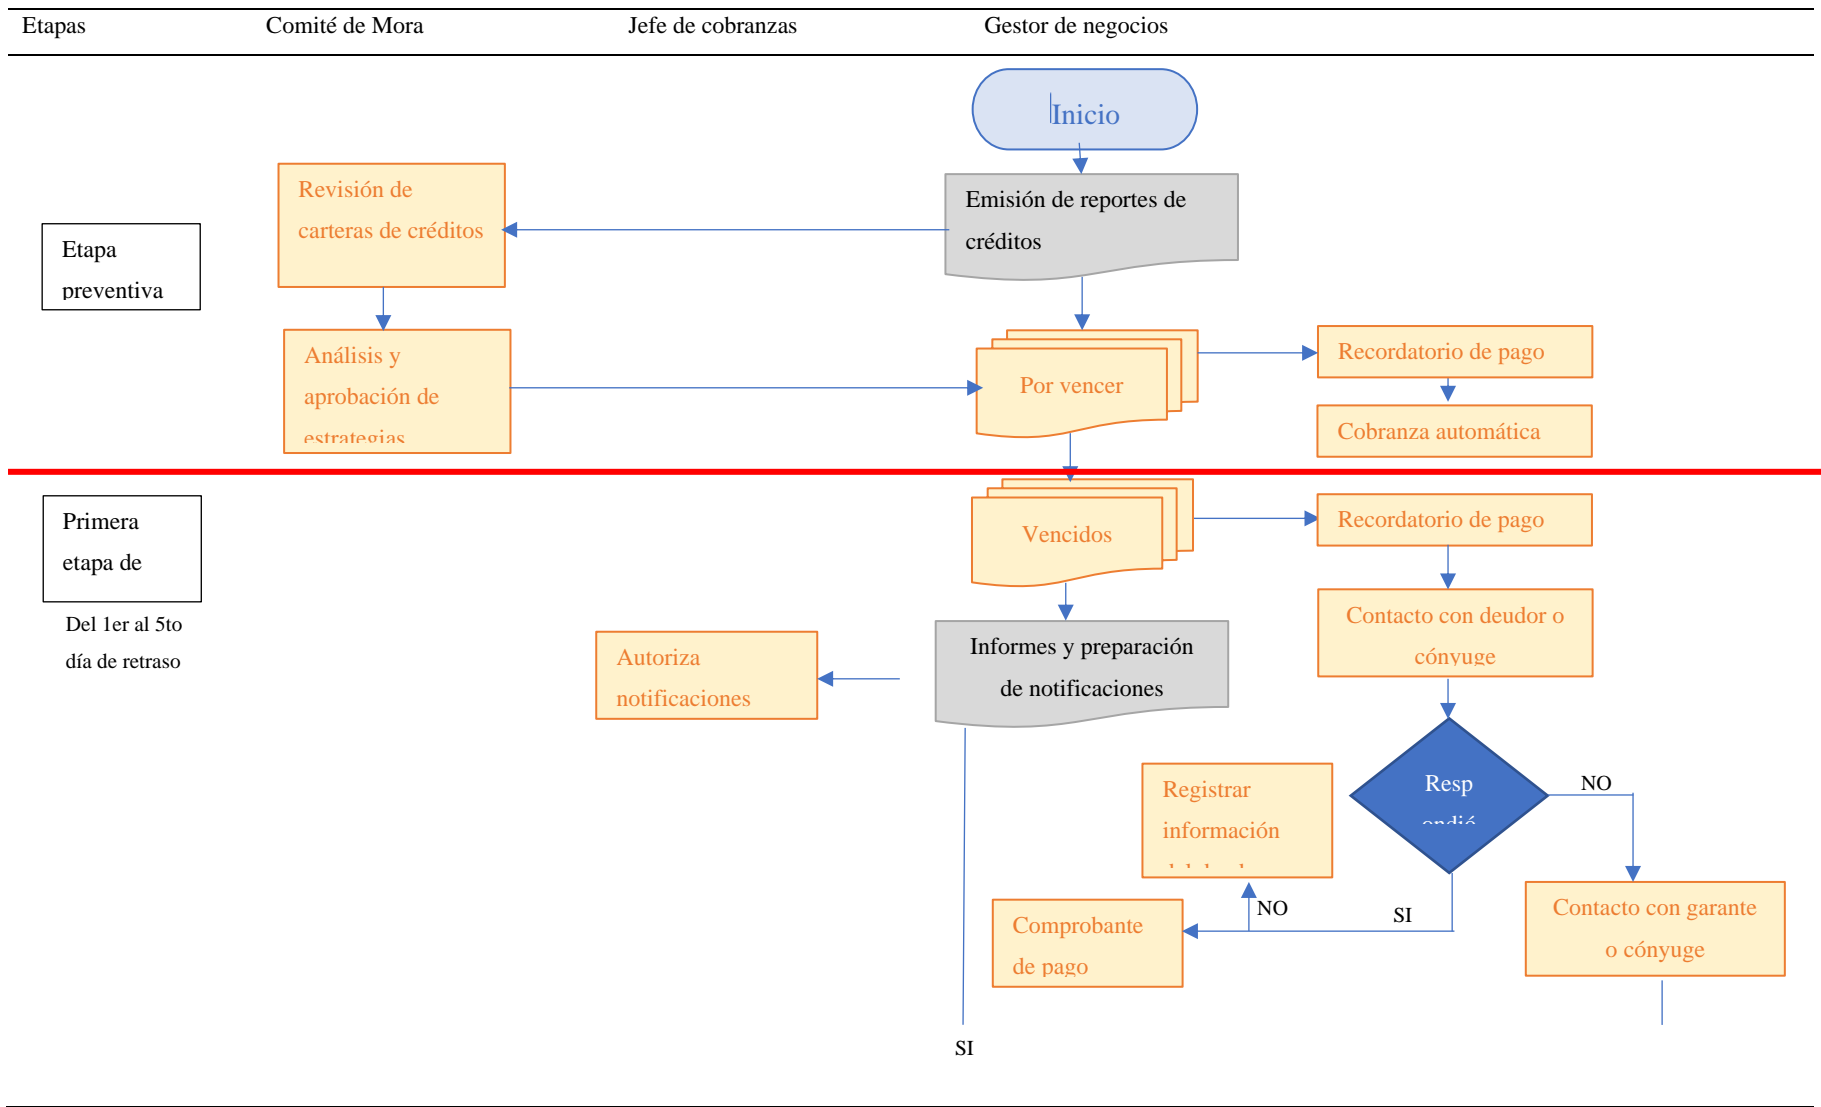 Etapas
Comité de Mora
Jefe de cobranzas
Gestor de negocios
Inicio
Revisión de
carteras de créditos
Emisión de reportes de
créditos
Etapa
preventiva
Análisis y
aprobación de
estrategias
Por vencer
Recordatorio de pago
Cobranza automática
Primera
etapa de
Del 1er al 5to
día de retraso
Vencidos
Recordatorio de pago
Contacto con deudor o
cónyuge
Informes y preparación
de notificaciones
Autoriza
notificaciones
Resp
ondió
NO
Registrar
información
Comprobante
de pago
NO
SI
Contacto con garante
o cónyuge
SI